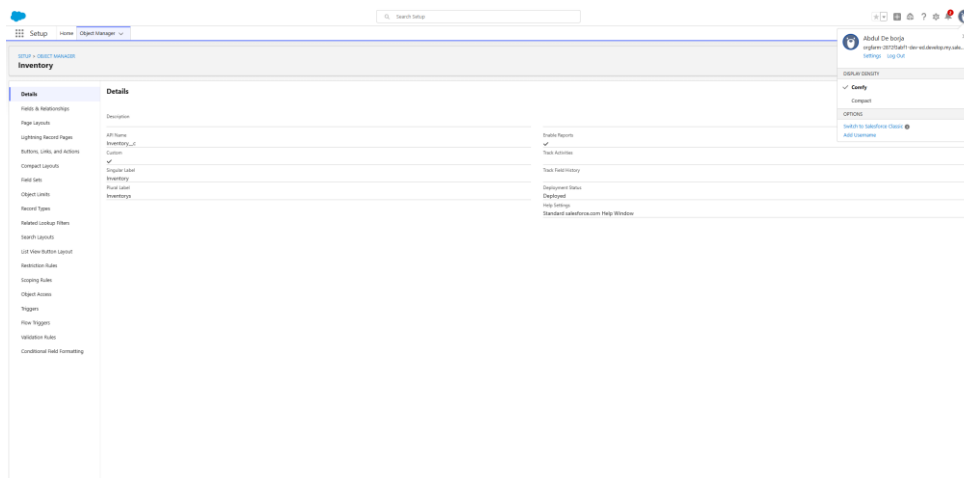 Search Setup
Setup
Home
Object Manager
Abdul De borja
Settings
Log Out
SETUP > OBJECT MANAGER
Inventory
DISPLAY DENSITY
Comfy
Compact
OPTIONS
Switch to Salesforce Classic
Add Username
Details
Fields & Relationships
Page Layouts
Lightning Record Pages
Buttons, Links, and Actions
Compact Layouts
Field Sets
Object Limits
Record Types
Related Lookup Filters
Search Layouts
List View Button Layout
Restriction Rules
Scoping Rules
Object Access
Triggers
Flow Triggers
Validation Rules
Conditional Field Formatting
Details
Description
API Name
Inventory__c
Custom
Singular Label
Inventory
Plural Label
Inventorys
Enable Reports
Track Activities
Track Field History
Deployment Status
Deployed
Help Settings
Standard salesforce.com Help Window